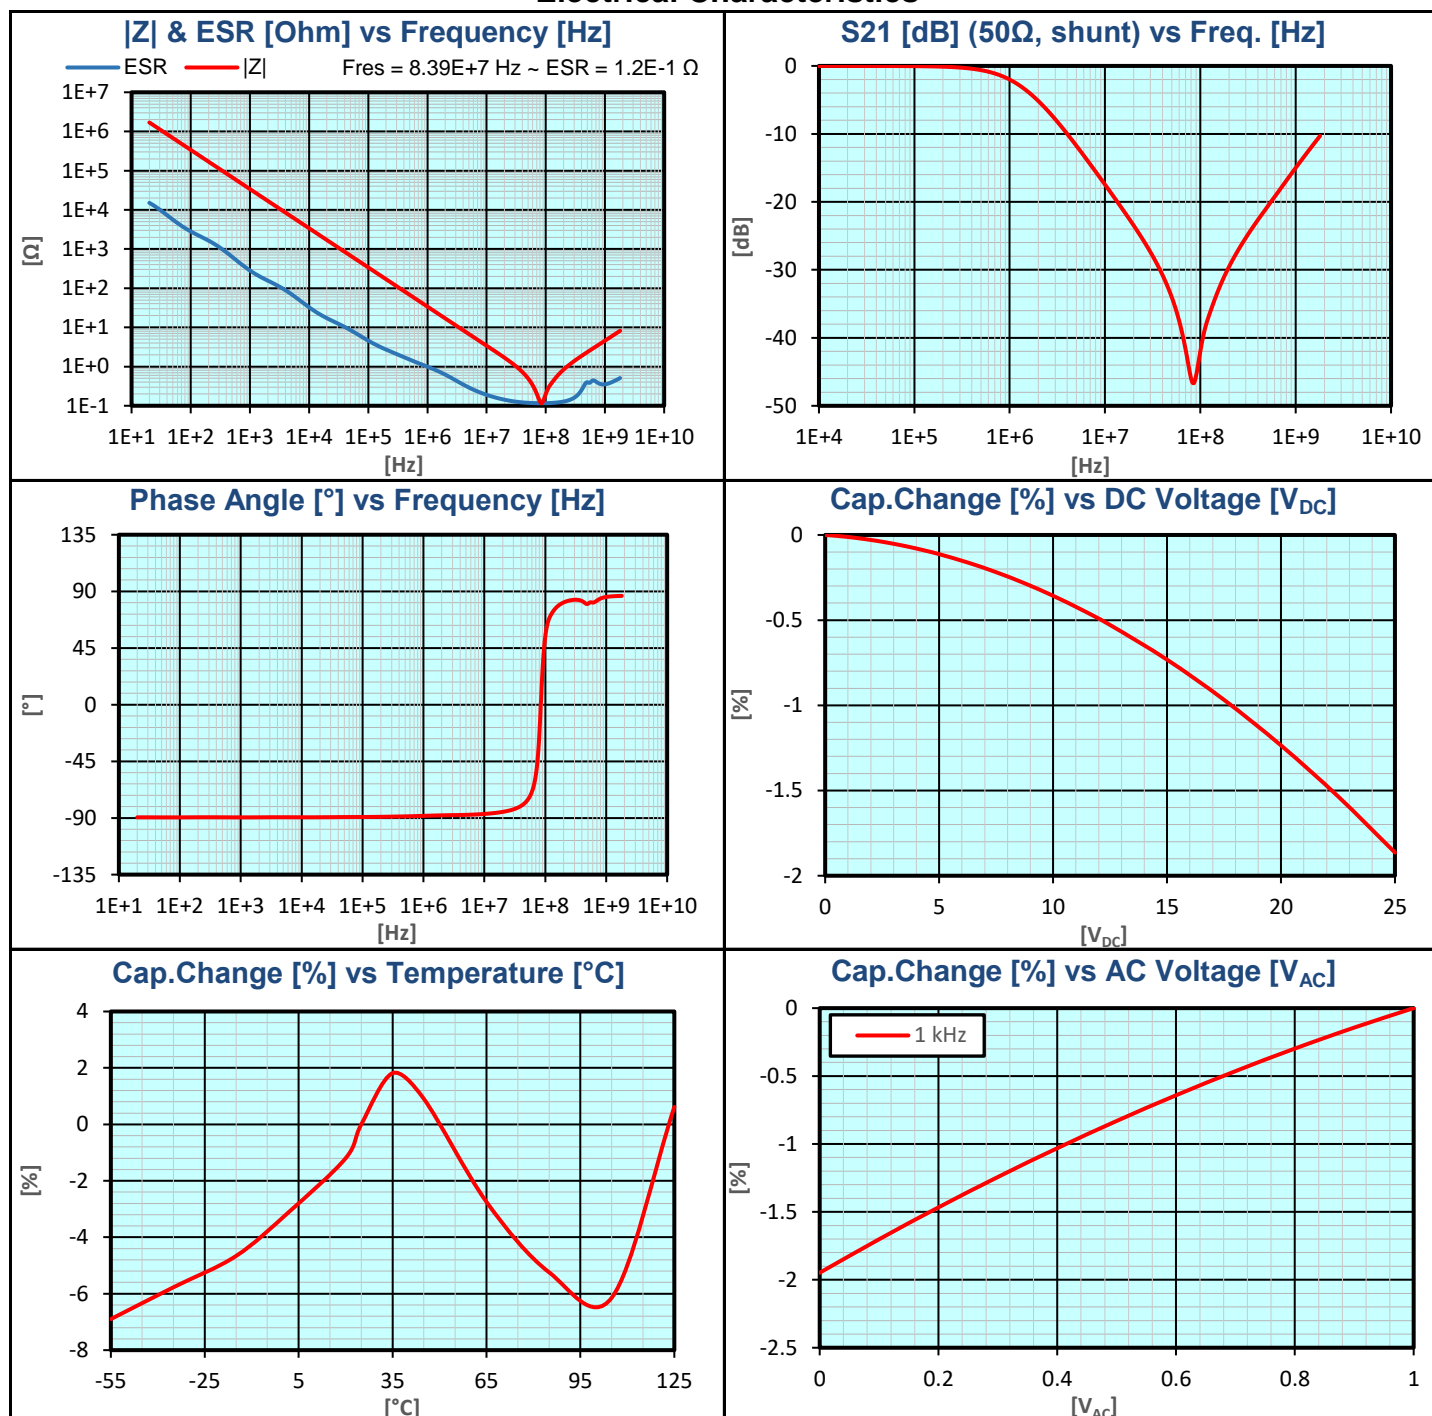 Electrical Characteristics
|Z| & ESR [Ohm] vs Frequency [Hz]
ESR |Z| Fres = 8.39E+7 Hz ~ ESR = 1.2E-1 Ω
1E+7
1E+6
1E+5
1E+4
1E+3
1E+2
1E+1
1E+0
1E-1
[Ω]
1E+1 1E+2 1E+3 1E+4 1E+5 1E+6 1E+7 1E+8 1E+9 1E+10
[Hz]
S21 [dB] (50Ω, shunt) vs Freq. [Hz]
0
-10
-20
-30
-40
-50
[dB]
1E+4 1E+5 1E+6 1E+7 1E+8 1E+9 1E+10
[Hz]
Phase Angle [°] vs Frequency [Hz]
135
90
45
0
-45
-90
-135
[°]
1E+1 1E+2 1E+3 1E+4 1E+5 1E+6 1E+7 1E+8 1E+9 1E+10
[Hz]
Cap.Change [%] vs DC Voltage [VDC]
0
-0.5
-1
-1.5
-2
[%]
0 5 10 15 20 25
[VDC]
Cap.Change [%] vs Temperature [°C]
4
2
0
-2
-4
-6
-8
[%]
-55 -25 5 35 65 95 125
[°C]
Cap.Change [%] vs AC Voltage [VAC]
1 kHz
0
-0.5
-1
-1.5
-2
-2.5
[%]
0 0.2 0.4 0.6 0.8 1
[VAC]